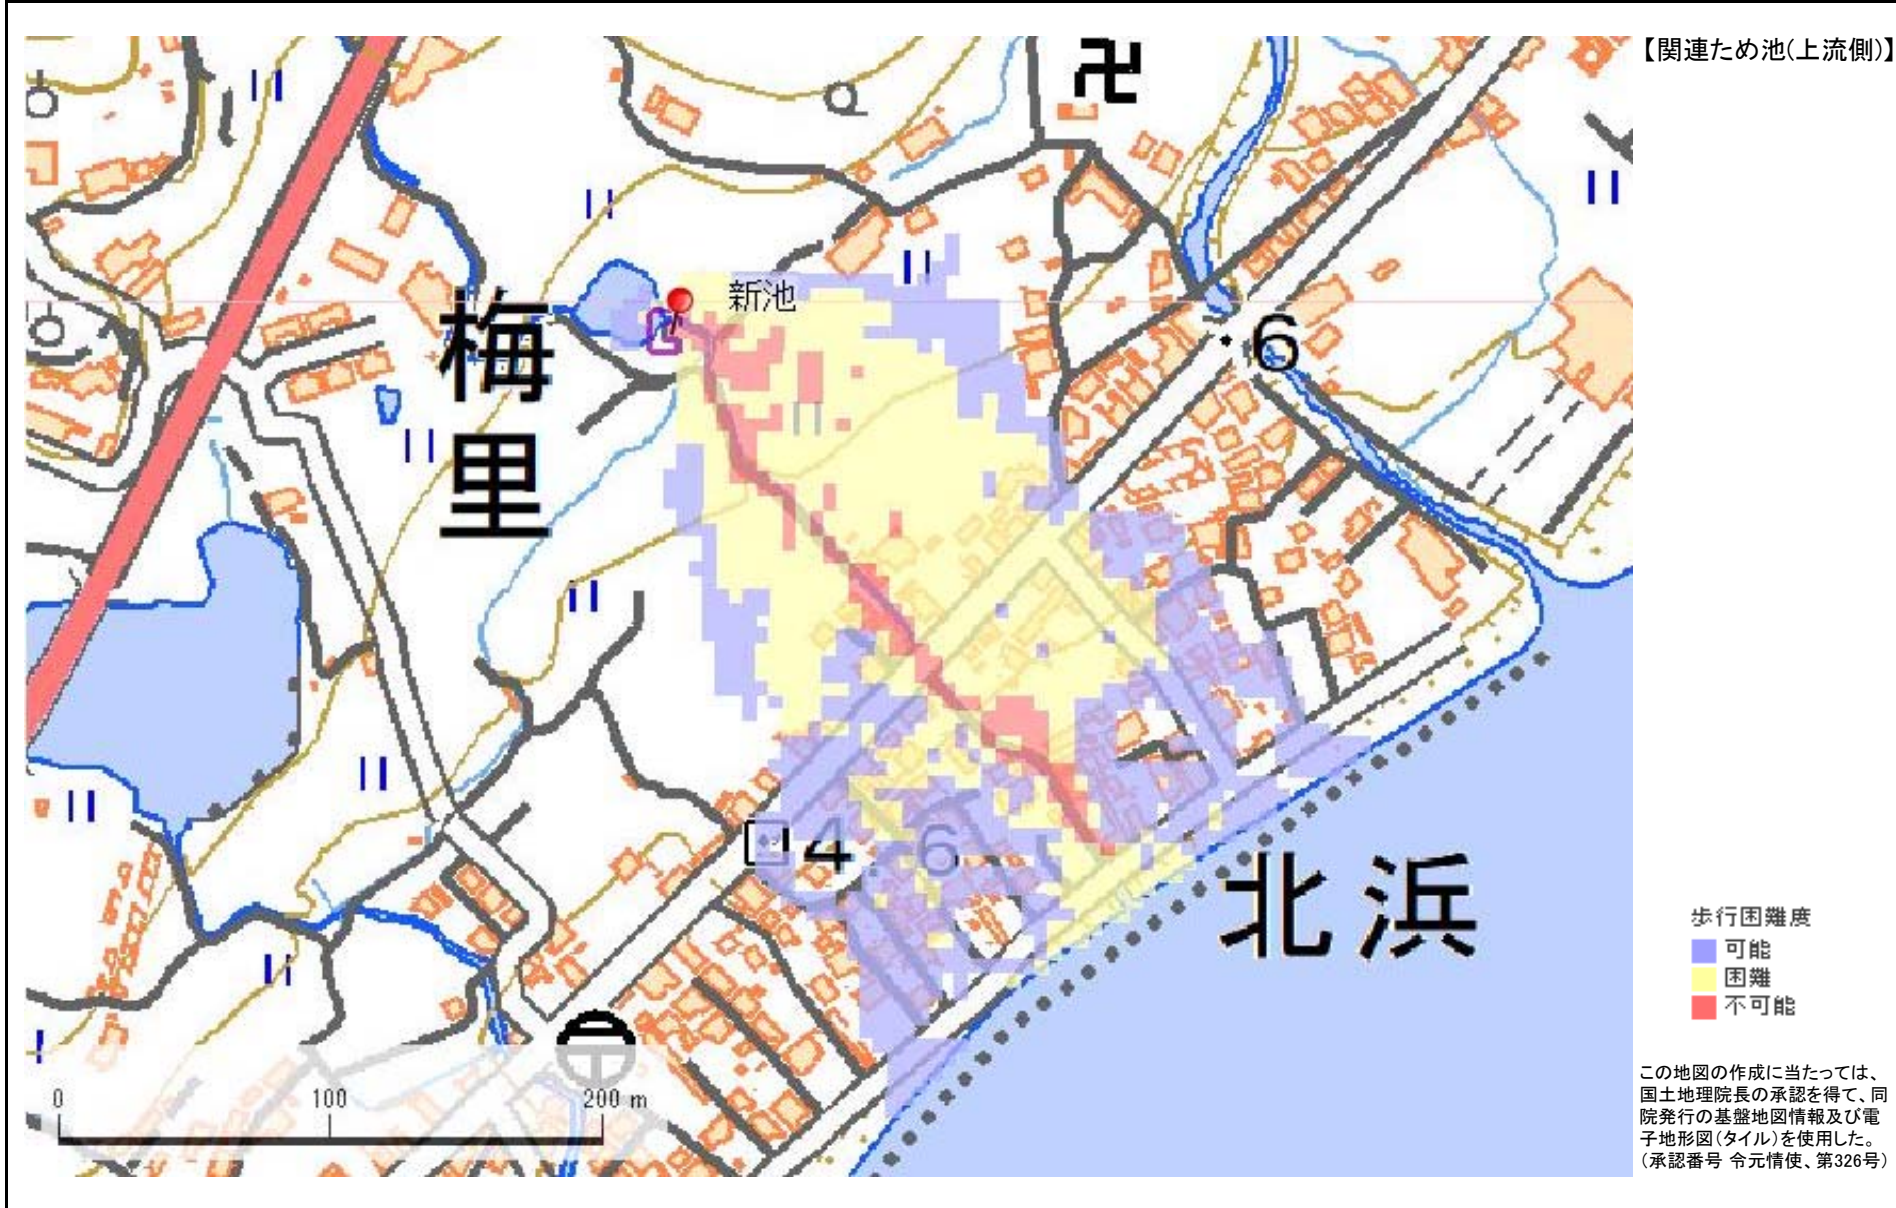 【関連ため池(上流側)】
新池
梅里
6
4.6
北浜
歩行困難度
可能
困難
不可能
0 100 200 m
この地図の作成に当たっては、
国土地理院長の承認を得て、同
院発行の基盤地図情報及び電
子地形図(タイル)を使用した。
(承認番号 令元情使、第326号)